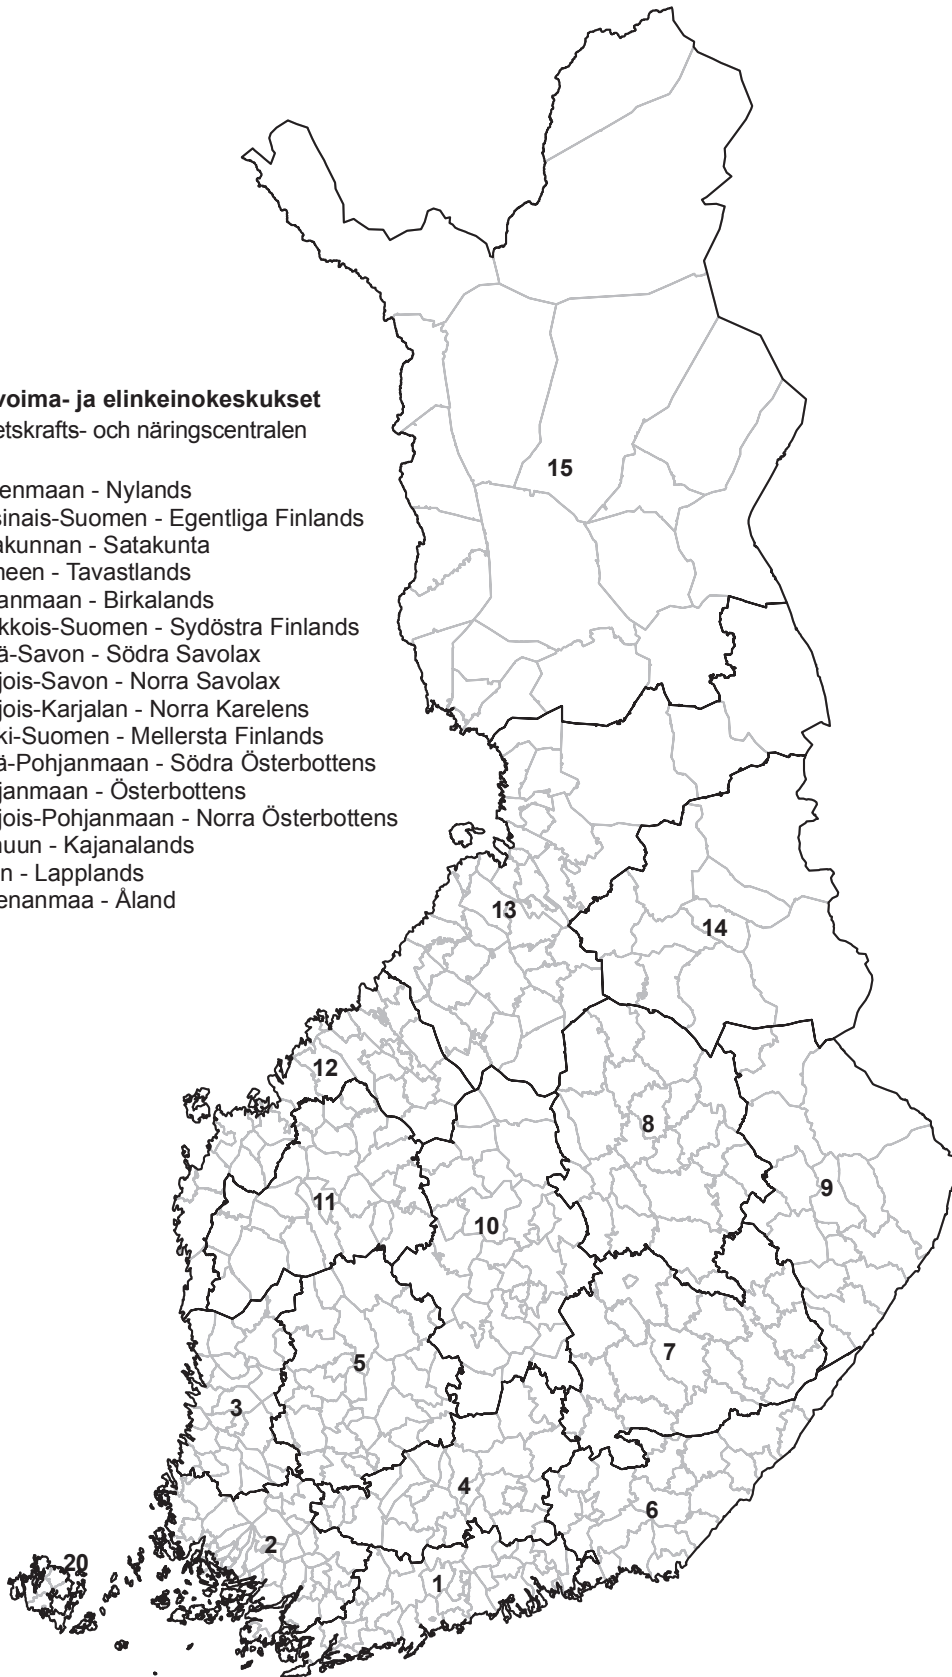 voima- ja elinkeinokeskukset
etskrafts- och näringscentralen
enmaan - Nylands
sinais-Suomen - Egentliga Finlands
akunnan - Satakunta
neen - Tavastlands
anmaan - Birkalands
kkois-Suomen - Sydöstra Finlands
ä-Savon - Södra Savolax
jois-Savon - Norra Savolax
jois-Karjalan - Norra Karelens
ki-Suomen - Mellersta Finlands
ä-Pohjanmaan - Södra Österbottens
janmaan - Österbottens
jois-Pohjanmaan - Norra Österbottens
nuun - Kajanalands
n - Lapplands
enanmaa - Åland
15
13
14
12
8
9
11
10
5
7
3
4
6
2
20
1